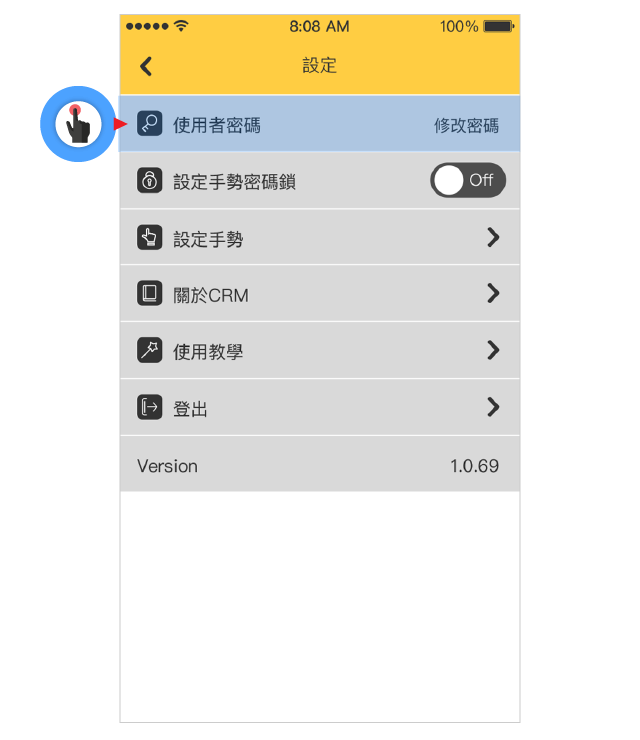 8:08 AM 100%
設定
使用者密碼 修改密碼
設定手勢密碼鎖 Off
設定手勢
關於CRM
使用教學
登出
Version 1.0.69